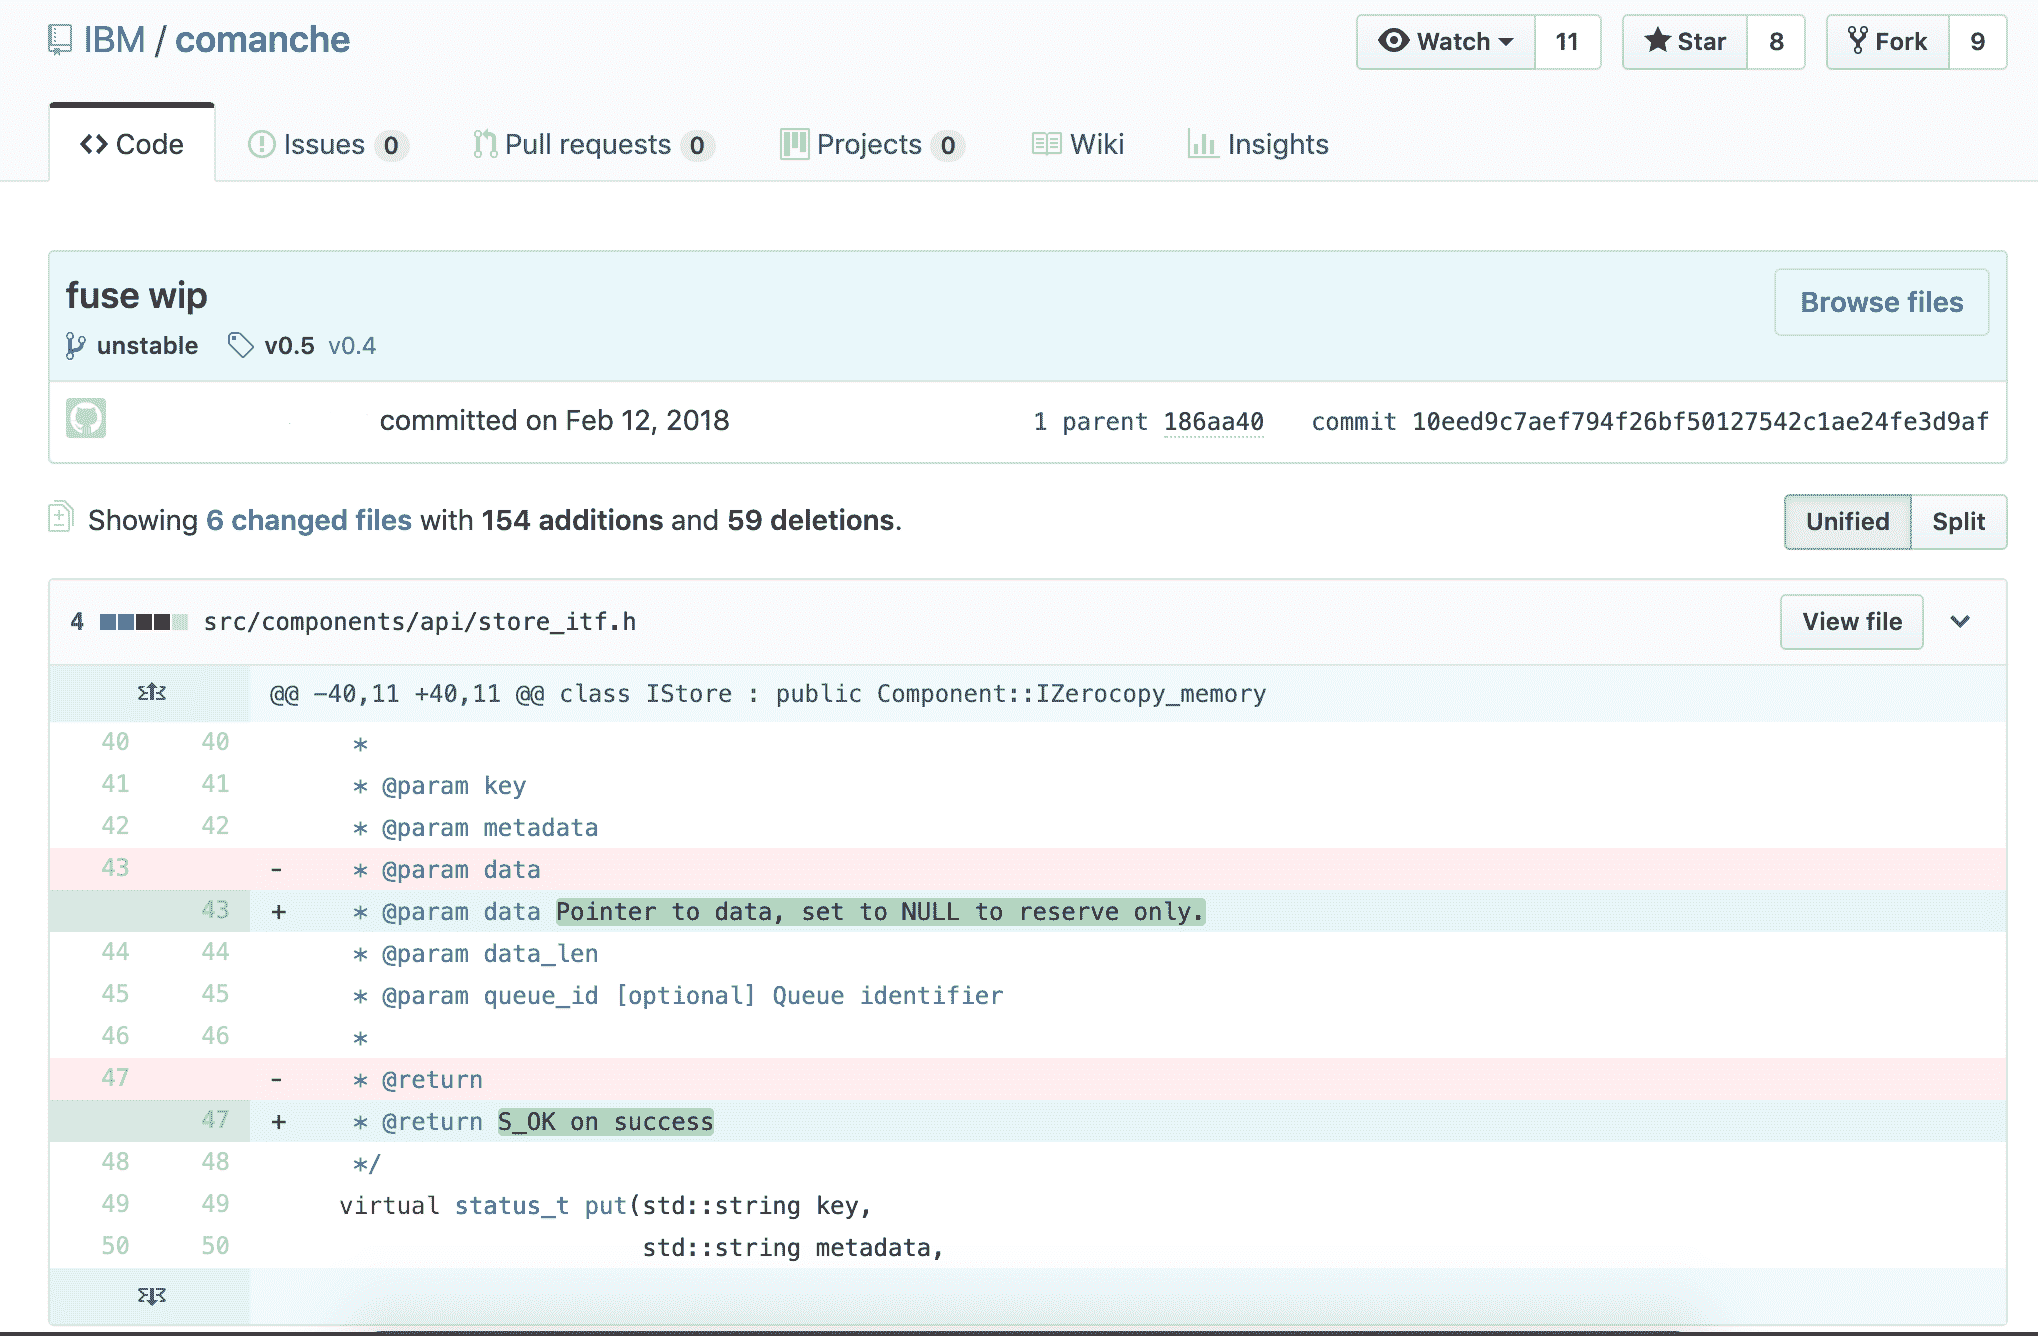 IBM / comanche
Watch 11 Star 8 Fork 9
Code Issues 0 Pull requests 0 Projects 0 Wiki Insights
fuse wip
Browse files
unstable v0.5 v0.4
committed on Feb 12, 2018 1 parent 186aa40 commit 10eed9c7aef794f26bf50127542c1ae24fe3d9af
Showing 6 changed files with 154 additions and 59 deletions.
Unified Split
4 src/components/api/store_itf.h View file
@@ -40,11 +40,11 @@ class IStore : public Component::IZerocopy_memory
40 40 *
41 41 * @param key
42 42 * @param metadata
43 - * @param data
43 + * @param data Pointer to data, set to NULL to reserve only.
44 44 * @param data_len
45 45 * @param queue_id [optional] Queue identifier
46 46 *
47 - * @return
47 + * @return S_OK on success
48 48 */
49 49 virtual status_t put(std::string key,
50 50 std::string metadata,